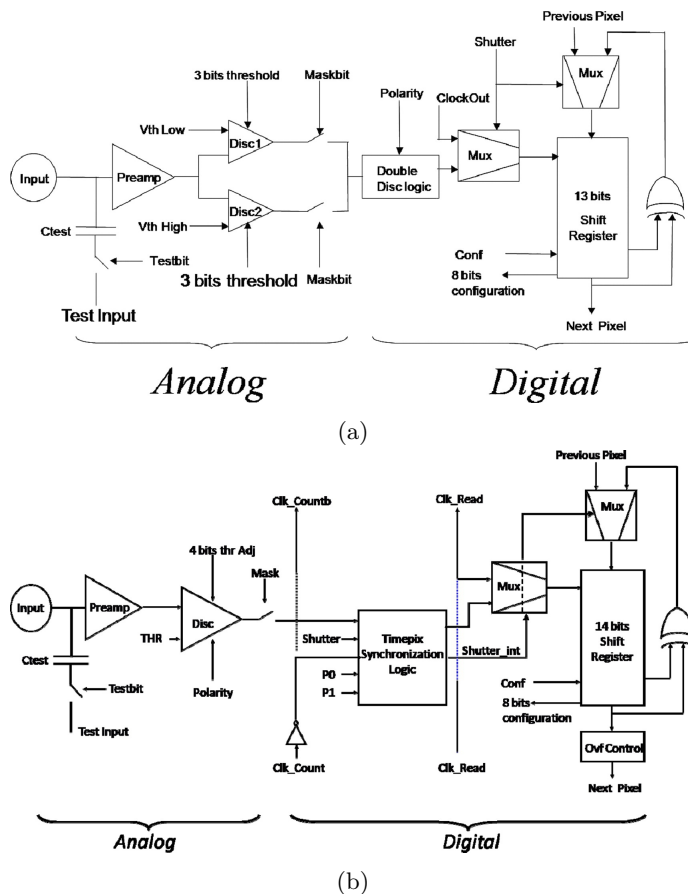 Previous Pixel
Shutter
3 bits threshold
Maskbit
Polarity
ClockOut
Mux
Vth Low
Disc1
Mux
Input
Preamp
Double
Disc logic
13 bits
Shift
Register
Ctest
Disc2
Vth High
Testbit
3 bits threshold
Maskbit
Conf
8 bits
configuration
Test Input
Next Pixel
Analog
Digital
(a)
Previous Pixel
Clk_Countb
Clk_Read
Mux
4 bits thr Adj
Mask
Mux
Input
Preamp
Disc
THR
Shutter
Timepix
Synchronization
Logic
Shutter_int
14 bits
Shift
Register
Ctest
Testbit
Polarity
P0
P1
Conf
8 bits
configuration
Test Input
Ovf Control
Clk_Count
Clk_Read
Next Pixel
Analog
Digital
(b)